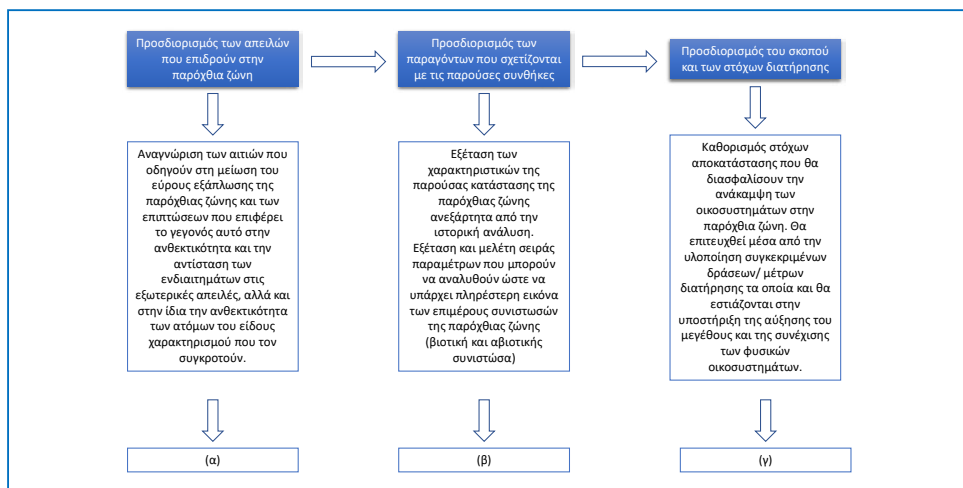 Προσδιορισμός των απειλών
που επιδρούν στην
παρόχθια ζώνη
Προσδιορισμός των
παραγόντων που σχετίζονται
με τις παρούσες συνθήκες
Προσδιορισμός του σκοπού
και των στόχων διατήρησης
Αναγνώριση των αιτιών που
οδηγούν στη μείωση του
εύρους εξάπλωσης της
παρόχθιας ζώνης και των
επιπτώσεων που επιφέρει
το γεγονός αυτό στην
ανθεκτικότητα και την
αντίσταση των
ενδιαιτημάτων στις
εξωτερικές απειλές, αλλά και
στην ίδια την ανθεκτικότητα
των ατόμων του είδους
χαρακτηρισμού που τον
συγκροτούν.
Εξέταση των
χαρακτηριστικών της
παρούσας κατάστασης της
παρόχθιας ζώνης
ανεξάρτητα από την
ιστορική ανάλυση.
Εξέταση και μελέτη σειράς
παραμέτρων που μπορούν
να αναλυθούν ώστε να
υπάρχει πληρέστερη εικόνα
των επιμέρους συνιστωσών
της παρόχθιας ζώνης
(βιοτική και αβιοτικής
συνιστώσα)
Καθορισμός στόχων
αποκατάστασης που θα
διασφαλίσουν την
ανάκαμψη των
οικοσυστημάτων στην
παρόχθια ζώνη. Θα
επιτευχθεί μέσα από την
υλοποίηση συγκεκριμένων
δράσεων/ μέτρων
διατήρησης τα οποία και θα
εστιάζονται στην
υποστήριξη της αύξησης του
μεγέθους και της συνέχισης
των φυσικών
οικοσυστημάτων.
(α)
(β)
(γ)